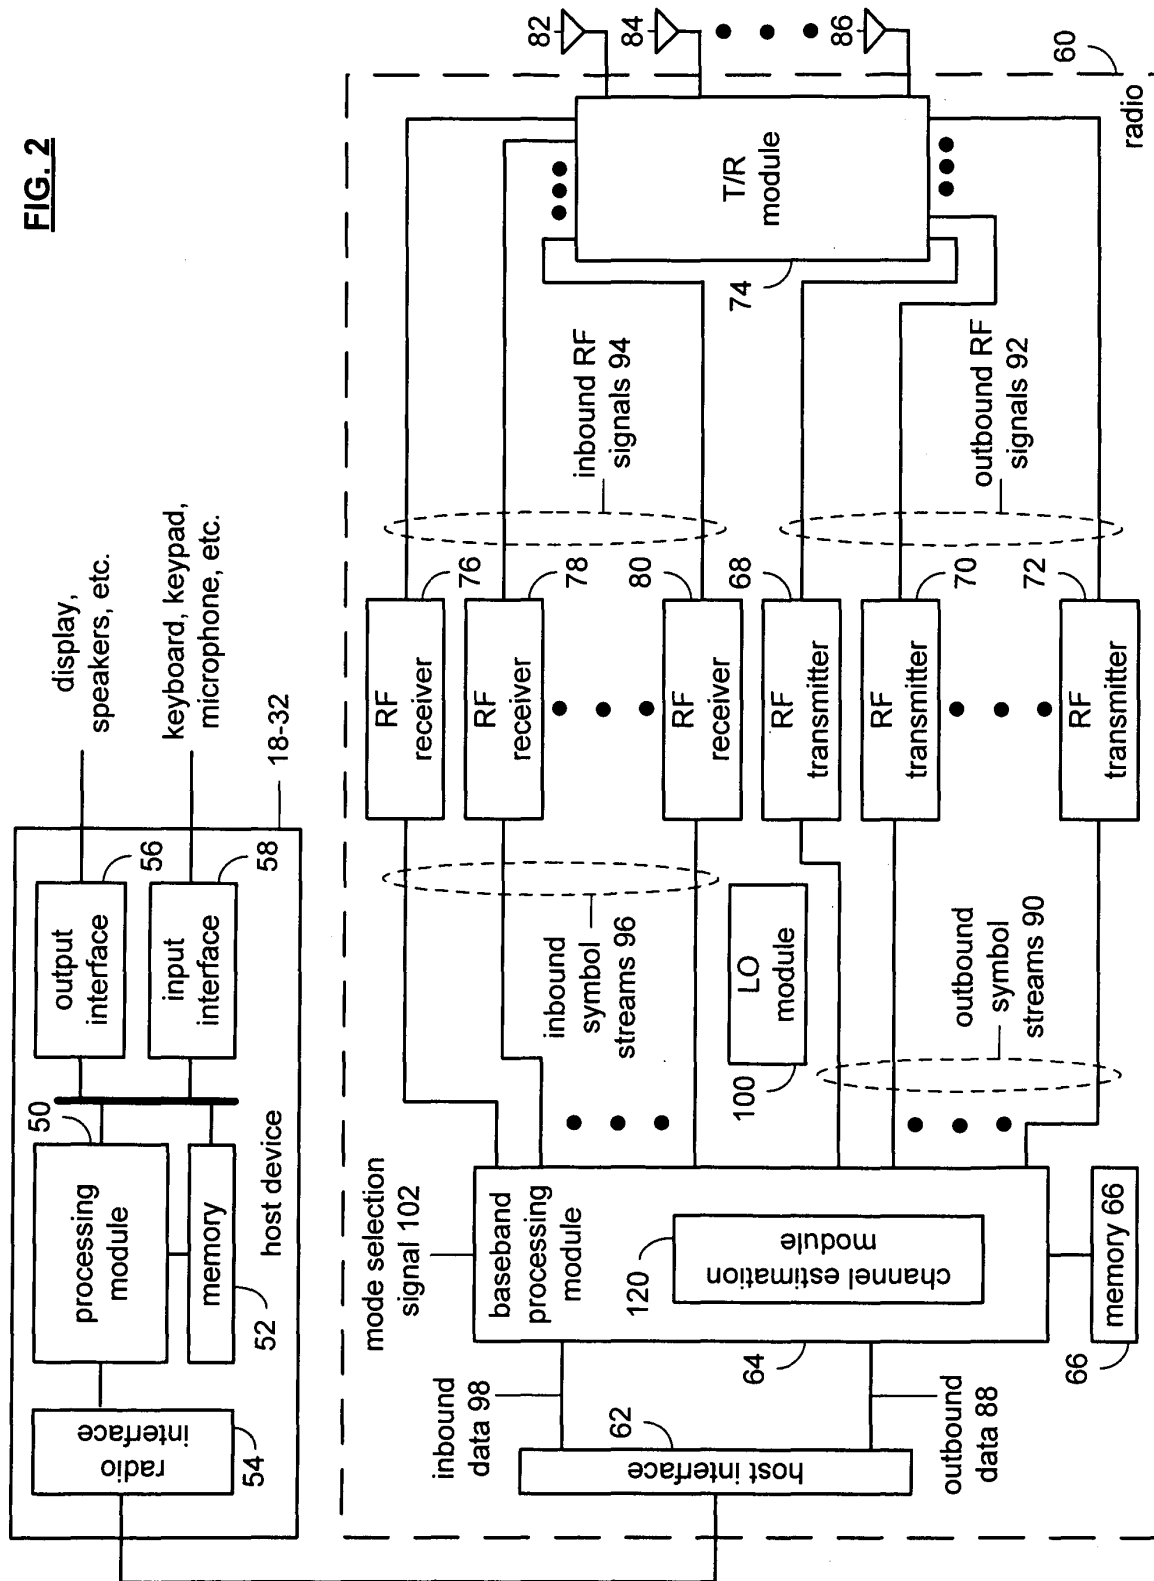 FIG. 2
display,
speakers, etc.
keyboard, keypad,
microphone, etc.
18-32
output
interface
56
input
interface
58
50
processing
module
memory
52
host device
radio
interface
54
60
radio
82
84
86
T/R
module
74
inbound RF
signals 94
outbound RF
signals 92
RF
receiver
76
RF
receiver
78
RF
receiver
80
RF
transmitter
68
RF
transmitter
70
RF
transmitter
72
inbound
symbol
streams 96
LO
module
100
outbound
symbol
streams 90
mode selection
signal 102
baseband
processing
module
channel estimation
module
120
64
memory 66
66
inbound
data 98
62
host interface
outbound
data 88